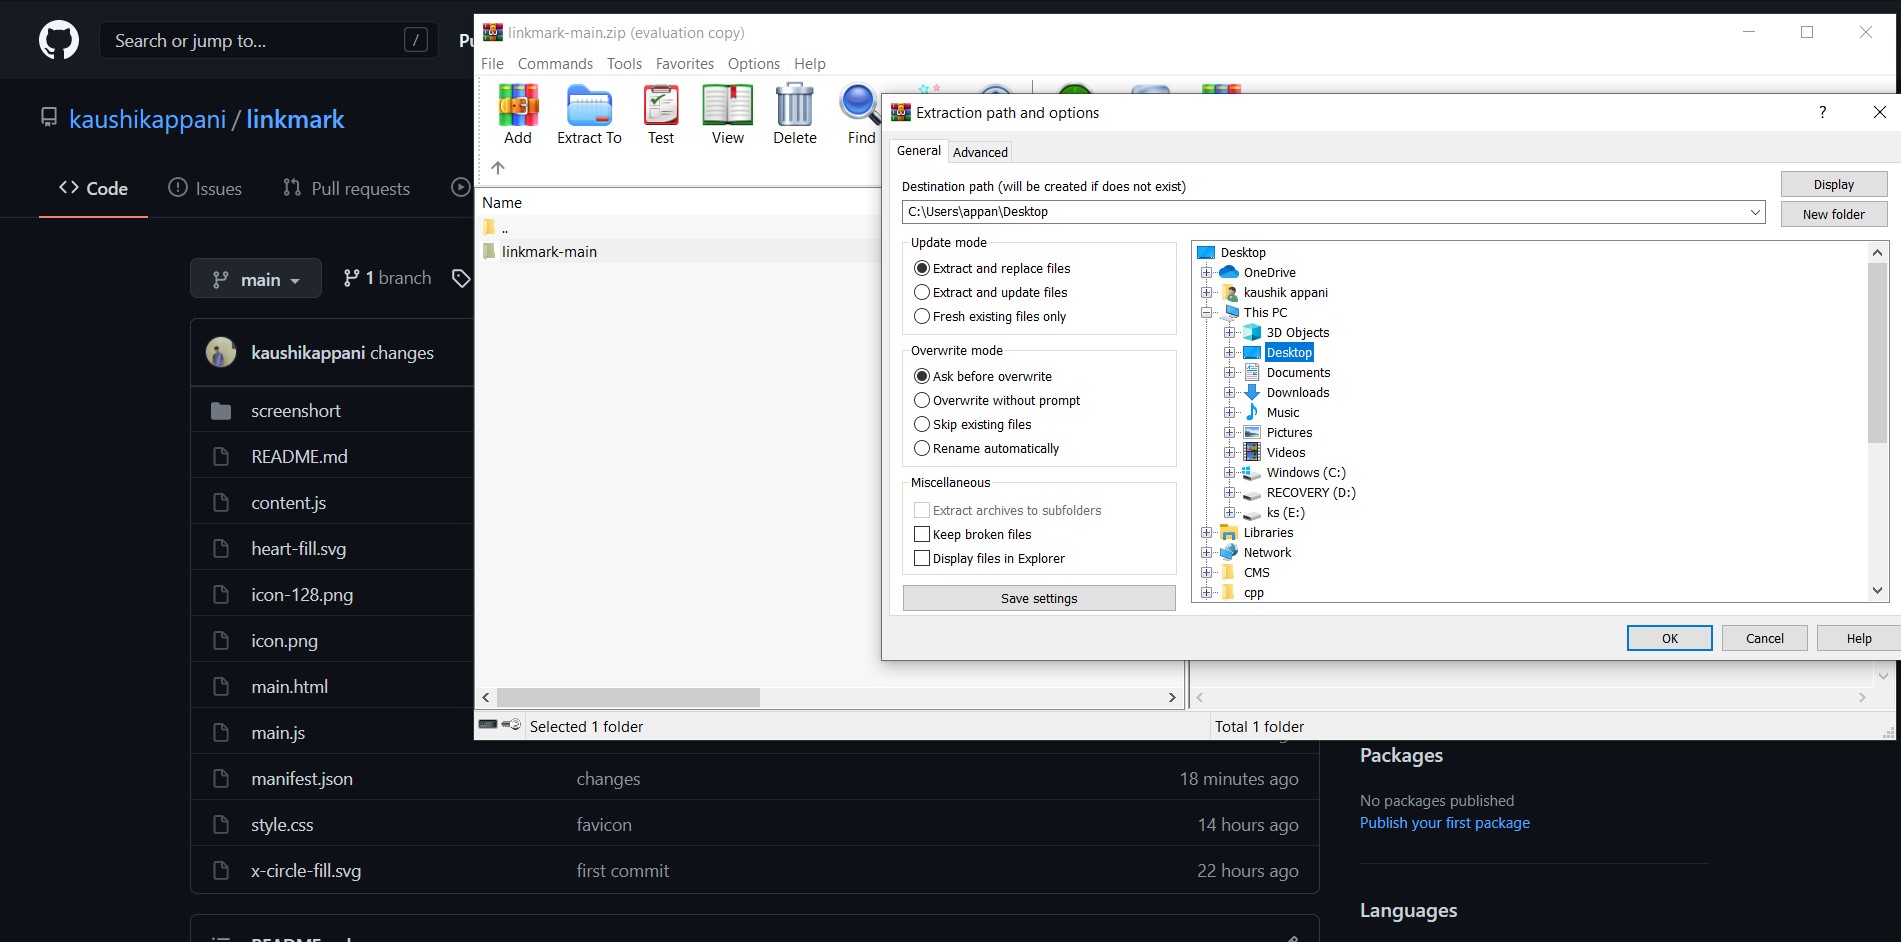 Search or jump to...
/
linkmark-main.zip (evaluation copy)
File Commands Tools Favorites Options Help
Add Extract To Test View Delete Find
kaushikappani / linkmark
Code Issues Pull requests
main 1 branch
kaushikappani changes
screenshort
README.md
content.js
heart-fill.svg
icon-128.png
icon.png
main.html
main.js
manifest.json changes 18 minutes ago
style.css favicon 14 hours ago
x-circle-fill.svg first commit 22 hours ago
Name
..
linkmark-main
Selected 1 folder
Total 1 folder
Extraction path and options
?
General Advanced
Destination path (will be created if does not exist)
C:\Users\appan\Desktop
Display
New folder
Update mode
Extract and replace files
Extract and update files
Fresh existing files only
Overwrite mode
Ask before overwrite
Overwrite without prompt
Skip existing files
Rename automatically
Miscellaneous
Extract archives to subfolders
Keep broken files
Display files in Explorer
Save settings
Desktop
OneDrive
kaushik appani
This PC
3D Objects
Desktop
Documents
Downloads
Music
Pictures
Videos
Windows (C:)
RECOVERY (D:)
ks (E:)
Libraries
Network
CMS
cpp
OK Cancel Help
Packages
No packages published
Publish your first package
Languages